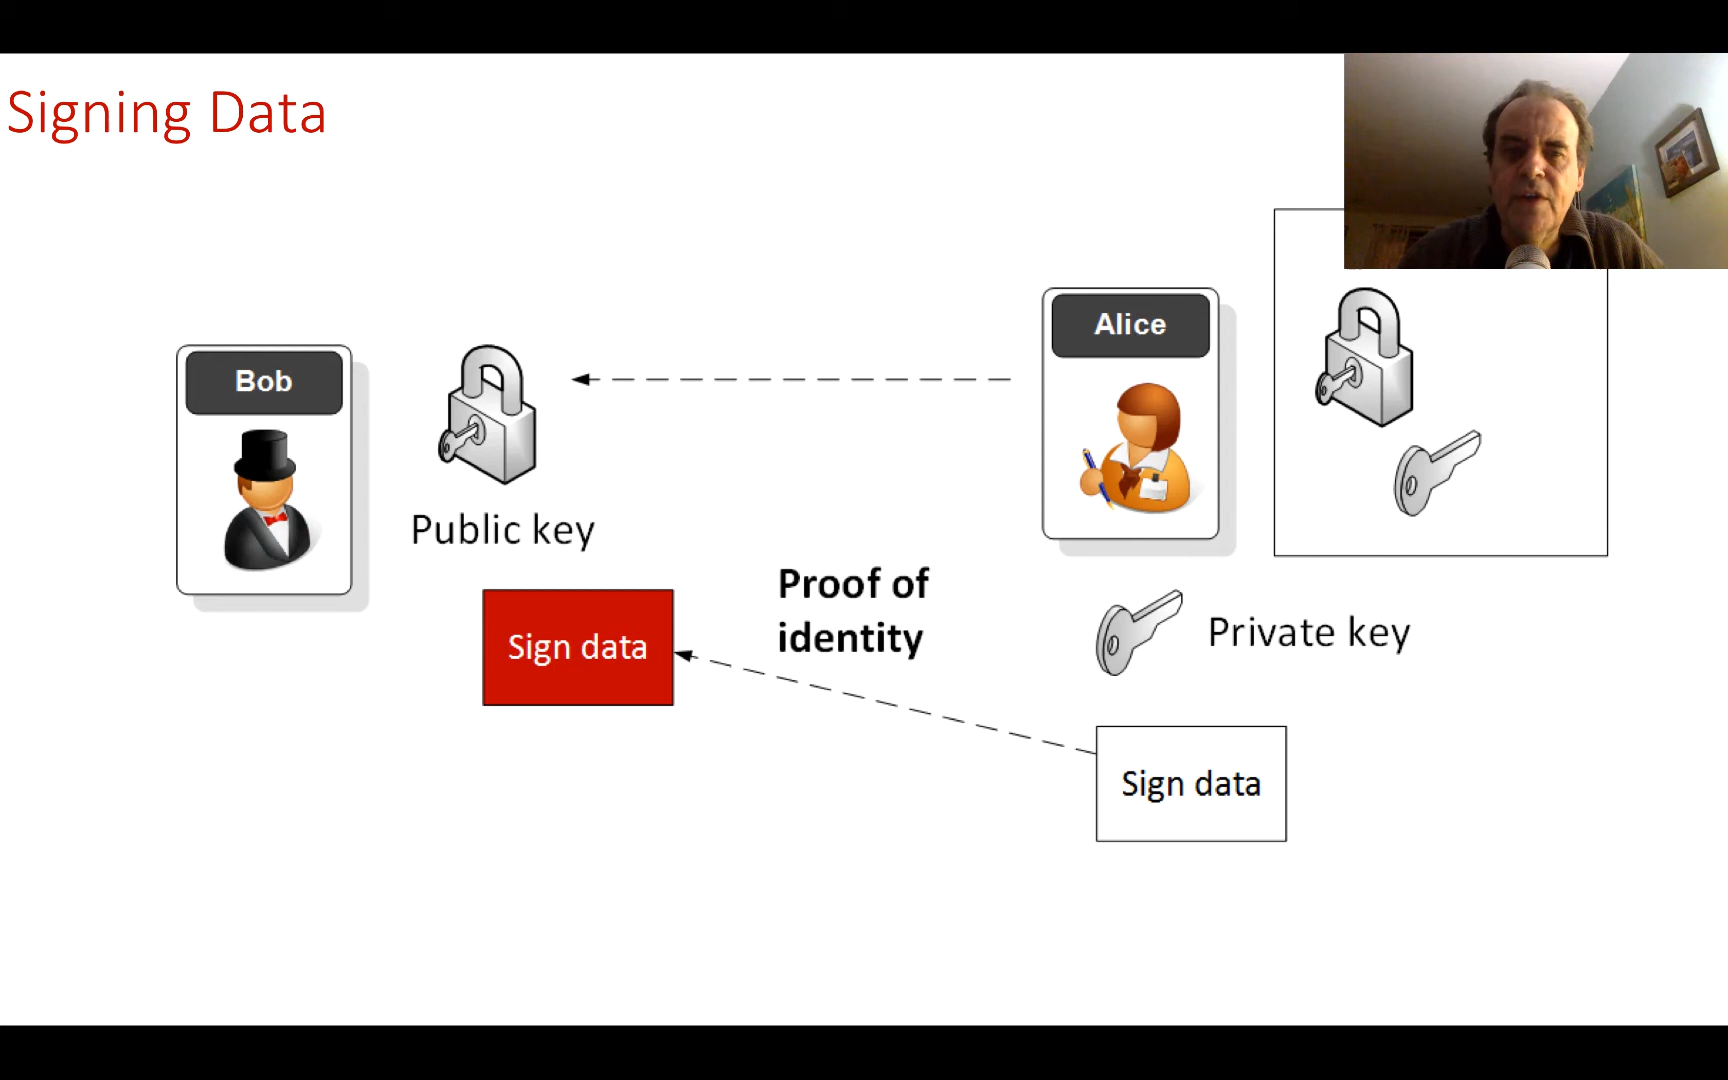 Signing Data
Alice
Bob
Public key
Proof of
identity
Private key
Sign data
Sign data